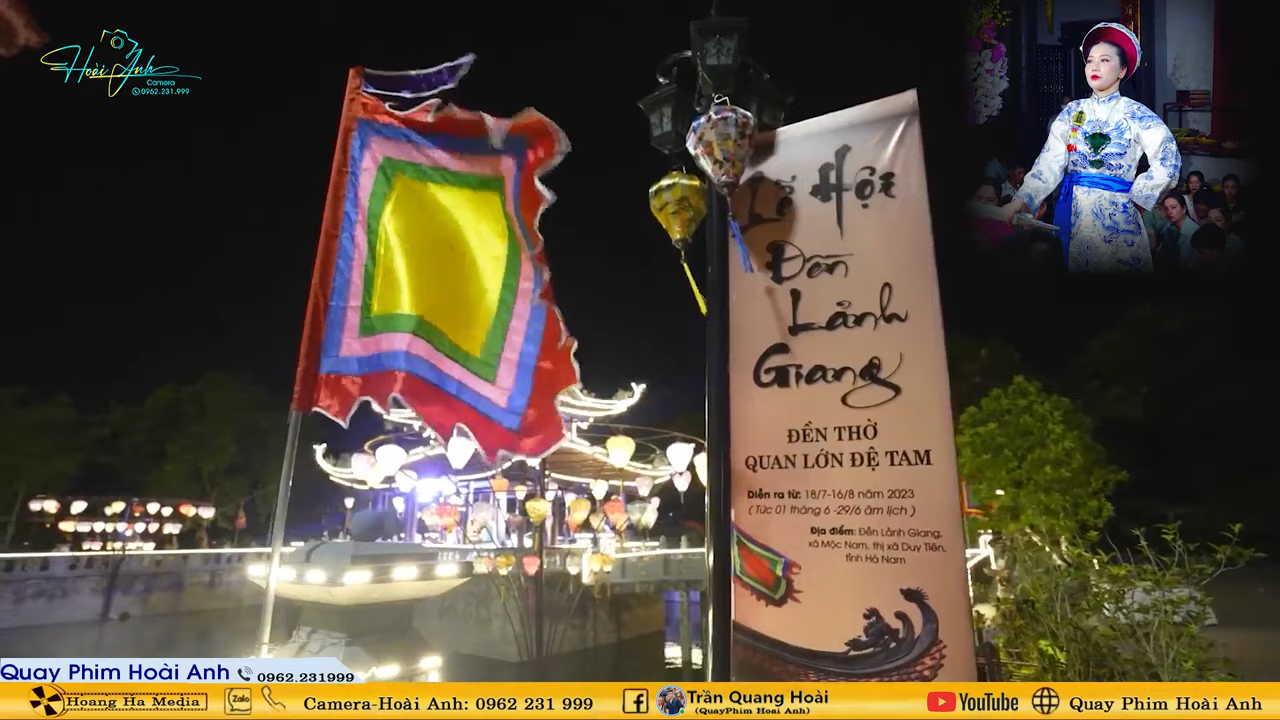 Hoài Anh
Camera
0962.231.999
Lễ Hội
Đền
Lảnh
Giang
ĐỀN THỜ
QUAN LỚN ĐỆ TAM
Diễn ra từ: 18/7-16/8 năm 2023
( Tức 01 tháng 6 -29/6 âm lịch )
Địa điểm: Đền Lảnh Giang,
xã Mộc Nam, thị xã Duy Tiên,
tỉnh Hà Nam
Quay Phim Hoài Anh 0962.231999
Hoang Ha Media
Zalo
Camera-Hoài Anh: 0962 231 999
Trần Quang Hoài
(QuayPhim Hoai Anh)
YouTube
Quay Phim Hoài Anh